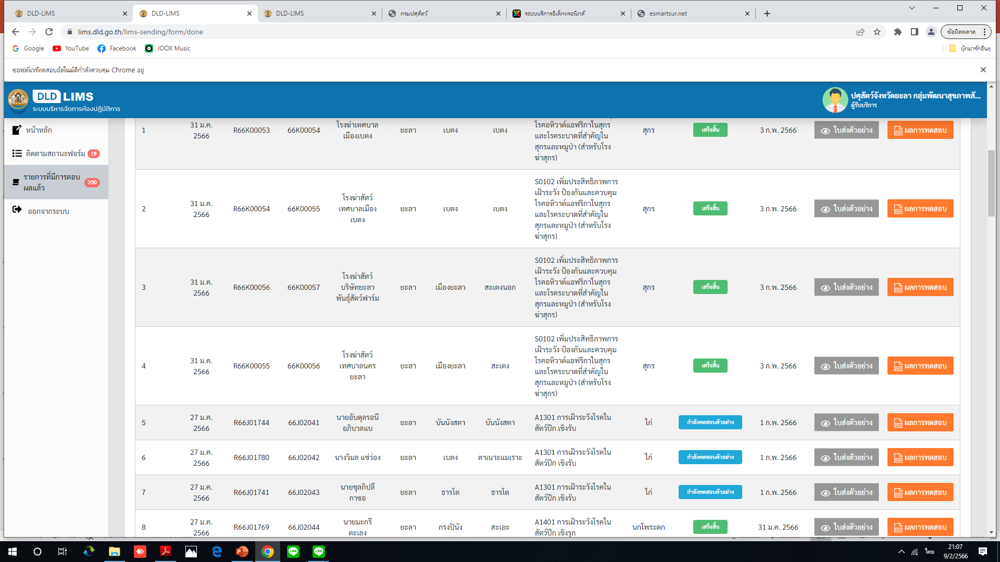 DLD-LIMS
DLD-LIMS
DLD-LIMS
กรมปศุสัตว์
ระบบบริการอิเล็กทรอนิกส์
esmartsur.net
lims.dld.go.th/lims-sending/form/done
ข้อผิดพลาด
Google
YouTube
Facebook
JOOX Music
บุ๊กมาร์กอื่นๆ
ซอฟต์แวร์ทดสอบอัตโนมัติกำลังควบคุม Chrome อยู่
DLD LIMS
ระบบบริหารจัดการห้องปฏิบัติการ
ปศุสัตว์จังหวัดยะลา กลุ่มพัฒนาสุขภาพสั...
ผู้รับบริการ
หน้าหลัก
ติดตามสถานะฟอร์ม 19
รายการที่มีการตอบ
ผลแล้ว
200
ออกจากระบบ
1
31 ม.ค.
2566
R66K00053
66K00054
โรงฆ่าเทศบาล
เมืองเบตง
ยะลา
เบตง
เบตง
โรคอหิวาต์แอฟริกาในสุกร
และโรคระบาดที่สำคัญใน
สุกรและหมูป่า (สำหรับโรง
ฆ่าสุกร)
สุกร
เสร็จสิ้น
3 ก.พ. 2566
ใบส่งตัวอย่าง
ผลการทดสอบ
2
31 ม.ค.
2566
R66K00054
66K00055
โรงฆ่าสัตว์
เทศบาลเมือง
เบตง
ยะลา
เบตง
เบตง
S0102 เพิ่มประสิทธิภาพการ
เฝ้าระวัง ป้องกันและควบคุม
โรคอหิวาต์แอฟริกาในสุกร
และโรคระบาดที่สำคัญใน
สุกรและหมูป่า (สำหรับโรง
ฆ่าสุกร)
สุกร
เสร็จสิ้น
3 ก.พ. 2566
ใบส่งตัวอย่าง
ผลการทดสอบ
3
31 ม.ค.
2566
R66K00056
66K00057
โรงฆ่าสัตว์
บริษัทยะลา
พันธุ์สัตว์ฟาร์ม
ยะลา
เมืองยะลา
สะเตงนอก
S0102 เพิ่มประสิทธิภาพการ
เฝ้าระวัง ป้องกันและควบคุม
โรคอหิวาต์แอฟริกาในสุกร
และโรคระบาดที่สำคัญใน
สุกรและหมูป่า (สำหรับโรง
ฆ่าสุกร)
สุกร
เสร็จสิ้น
3 ก.พ. 2566
ใบส่งตัวอย่าง
ผลการทดสอบ
4
31 ม.ค.
2566
R66K00055
66K00056
โรงฆ่าสัตว์
เทศบาลนคร
ยะลา
ยะลา
เมืองยะลา
สะเตง
S0102 เพิ่มประสิทธิภาพการ
เฝ้าระวัง ป้องกันและควบคุม
โรคอหิวาต์แอฟริกาในสุกร
และโรคระบาดที่สำคัญใน
สุกรและหมูป่า (สำหรับโรง
ฆ่าสุกร)
สุกร
เสร็จสิ้น
3 ก.พ. 2566
ใบส่งตัวอย่าง
ผลการทดสอบ
5
27 ม.ค.
2566
R66J01744
66J02041
นายอับดุลรอนี
อภิบาลแบ
ยะลา
บันนังสตา
บันนังสตา
A1301 การเฝ้าระวังโรคใน
สัตว์ปีก เชิงรับ
ไก่
กำลังทดสอบตัวอย่าง
1 ก.พ. 2566
ใบส่งตัวอย่าง
ผลการทดสอบ
6
27 ม.ค.
2566
R66J01780
66J02042
นางวิมล แซ่ว่อง
ยะลา
เบตง
ตาเนาะแมเราะ
A1301 การเฝ้าระวังโรคใน
สัตว์ปีก เชิงรับ
ไก่
กำลังทดสอบตัวอย่าง
1 ก.พ. 2566
ใบส่งตัวอย่าง
ผลการทดสอบ
7
27 ม.ค.
2566
R66J01741
66J02043
นายซุลกิปลี
กาซอ
ยะลา
ธารโต
ธารโต
A1301 การเฝ้าระวังโรคใน
สัตว์ปีก เชิงรับ
ไก่
กำลังทดสอบตัวอย่าง
1 ก.พ. 2566
ใบส่งตัวอย่าง
ผลการทดสอบ
8
27 ม.ค.
2566
R66J01769
66J02044
นายมะกรี
ตะเลง
ยะลา
กรงปินัง
สะเอะ
A1401 การเฝ้าระวังโรคใน
สัตว์ปีก เชิงรุก
นกโพระดก
เสร็จสิ้น
31 ม.ค. 2566
ใบส่งตัวอย่าง
ผลการทดสอบ
ไทย
21:07
9/2/2566